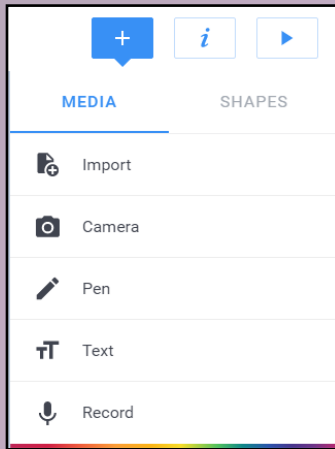 MEDIA SHAPES
Import
Camera
Pen
Text
Record